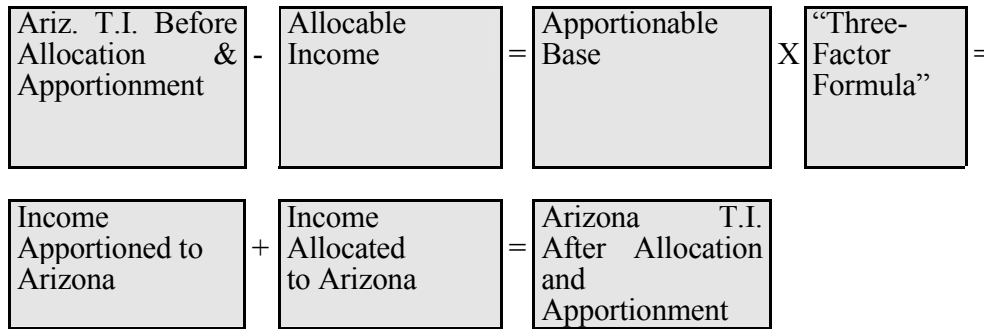 Ariz. T.I. Before Allocation & Apportionment - Allocable Income = Apportionable Base X “Three-Factor Formula” =
Income Apportioned to Arizona + Income Allocated to Arizona = Arizona T.I. After Allocation and Apportionment